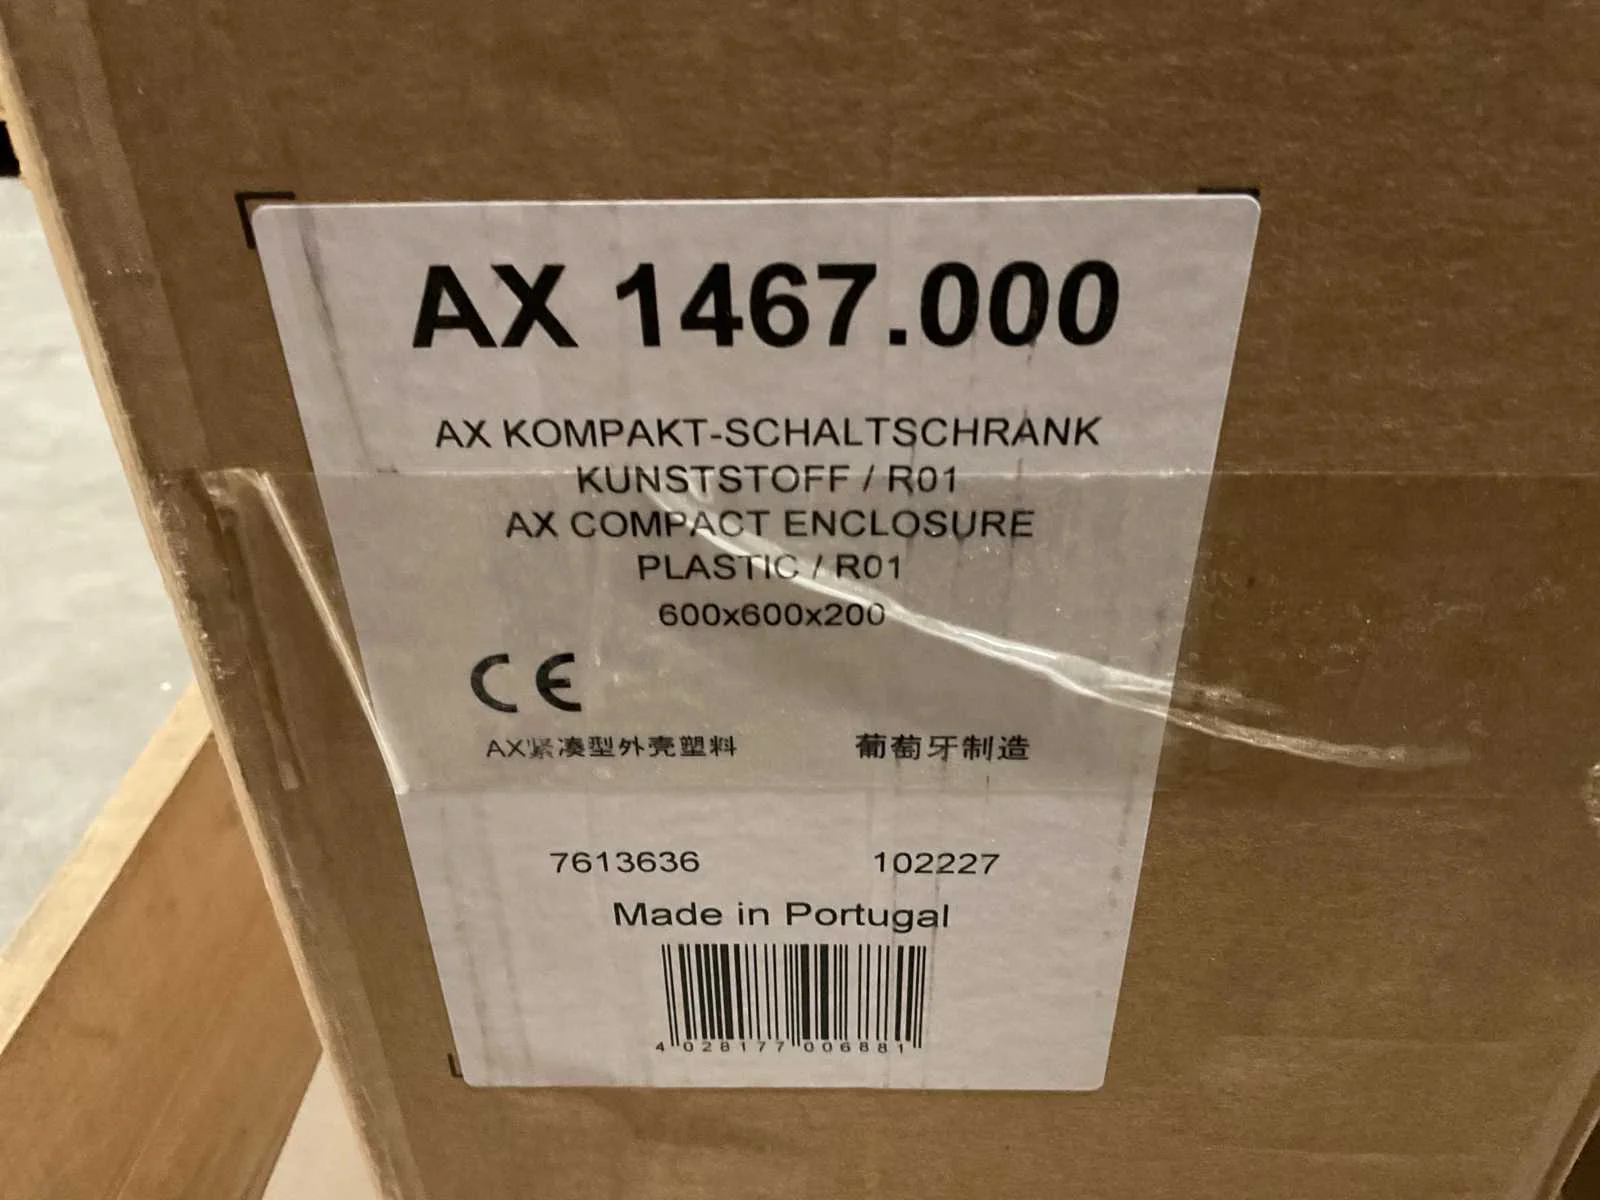 AX 1467.000
AX KOMPAKT-SCHALTSCHRANK
KUNSTSTOFF / R01
AX COMPACT ENCLOSURE
PLASTIC / R01
600x600x200
CE
AX紧凑型外壳塑料 葡萄牙制造
7613636 102227
Made in Portugal
4 028177 006881